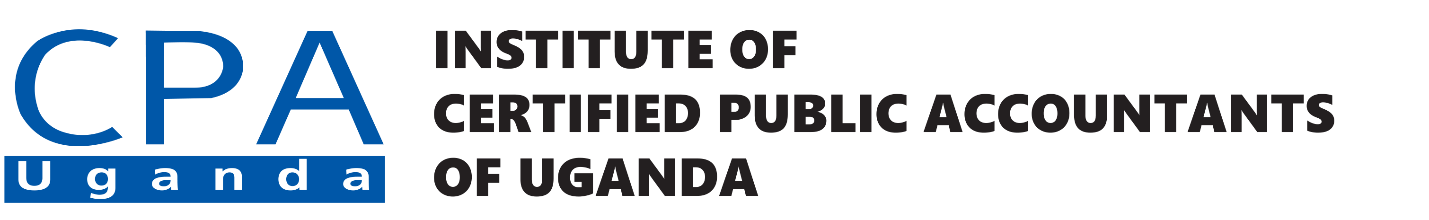 CPA
Uganda
INSTITUTE OF
CERTIFIED PUBLIC ACCOUNTANTS
OF UGANDA